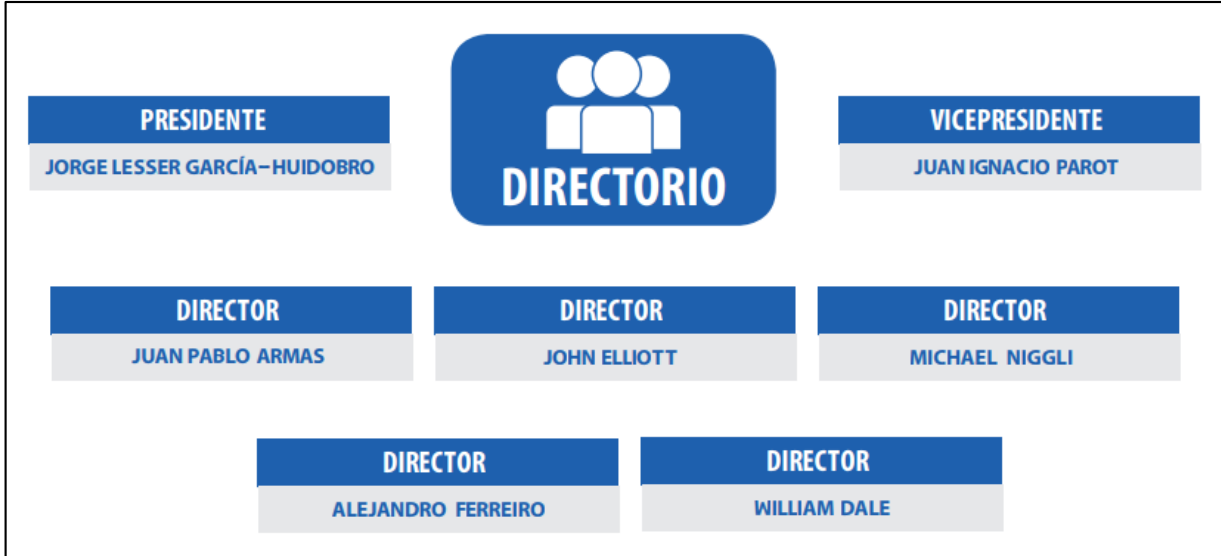 DIRECTORIO
PRESIDENTE
JORGE LESSER GARCÍA-HUIDOBRO
VICEPRESIDENTE
JUAN IGNACIO PAROT
DIRECTOR
JUAN PABLO ARMAS
DIRECTOR
JOHN ELLIOTT
DIRECTOR
MICHAEL NIGGLI
DIRECTOR
ALEJANDRO FERREIRO
DIRECTOR
WILLIAM DALE